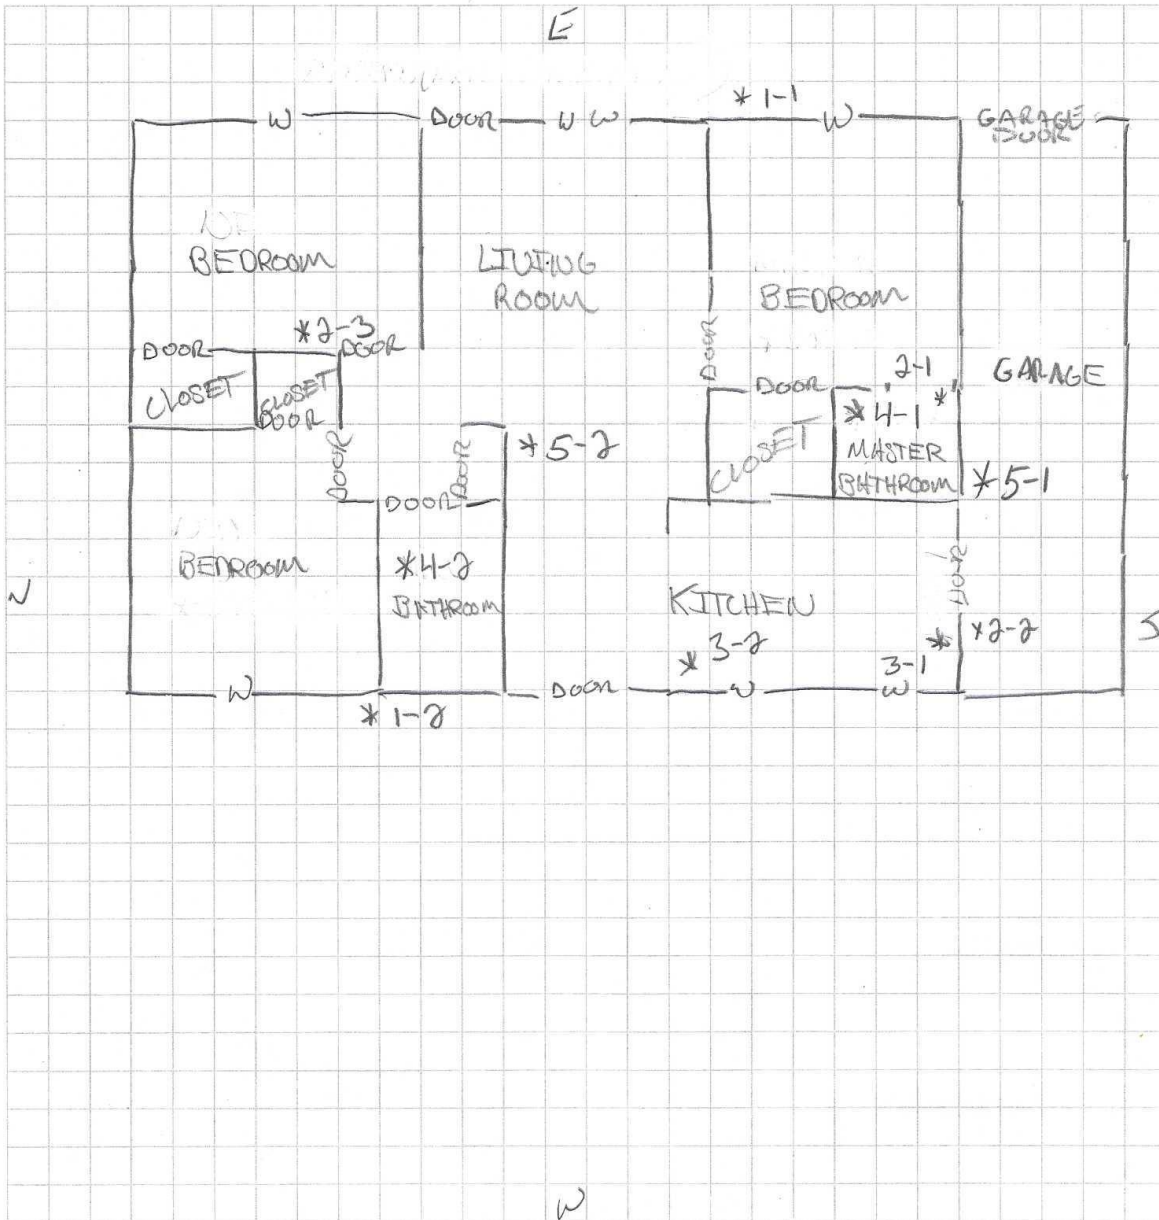 E
* 1-1
W
DOOR
W W
W
GARAGE
DOOR
BEDROOM
LIVING
ROOM
BEDROOM
*2-3
DOOR
DOOR
DOOR
2-1
GARAGE
CLOSET
CLOSET
DOOR
DOOR
*
* 4-1
MASTER
BATHROOM
CLOSET
*5-1
DOOR
DOOR
* 5-2
DOOR
BEDROOM
*4-2
BATHROOM
DOOR
N
KITCHEN
S
* 3-2
3-1 *
*2-2
W
DOOR
W
W
* 1-2
W